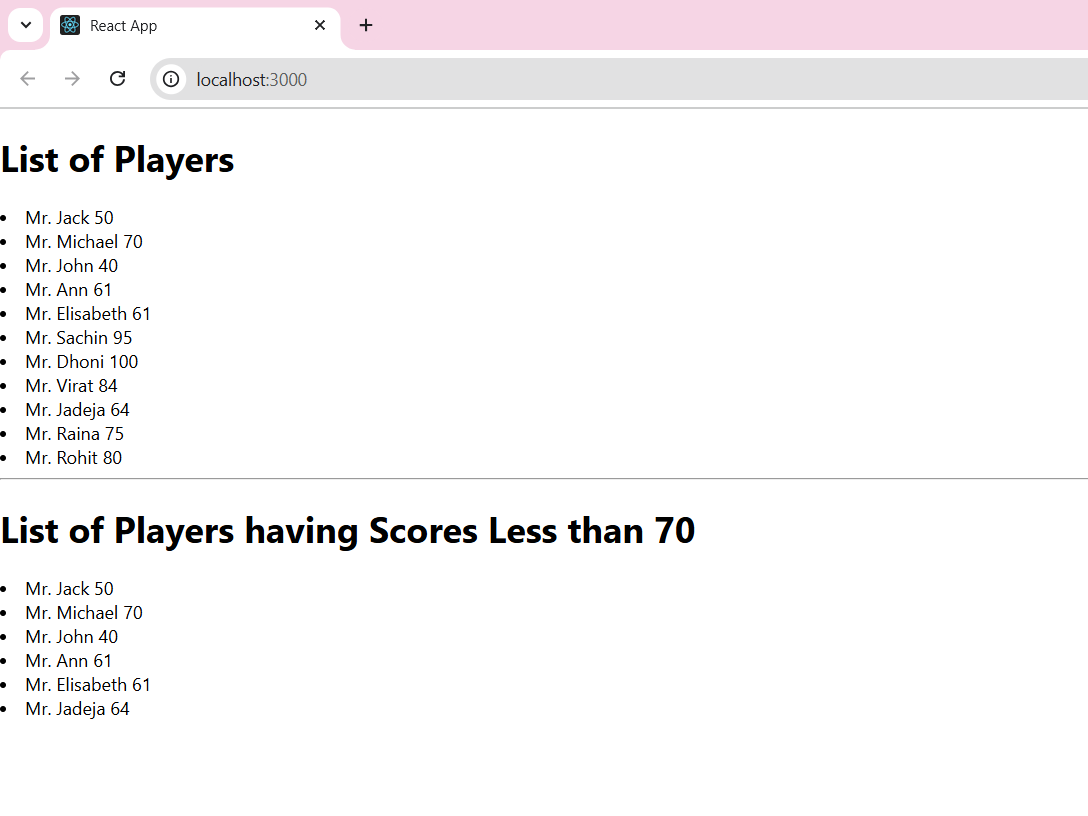 React App
localhost:3000
List of Players
Mr. Jack 50
Mr. Michael 70
Mr. John 40
Mr. Ann 61
Mr. Elisabeth 61
Mr. Sachin 95
Mr. Dhoni 100
Mr. Virat 84
Mr. Jadeja 64
Mr. Raina 75
Mr. Rohit 80
List of Players having Scores Less than 70
Mr. Jack 50
Mr. Michael 70
Mr. John 40
Mr. Ann 61
Mr. Elisabeth 61
Mr. Jadeja 64